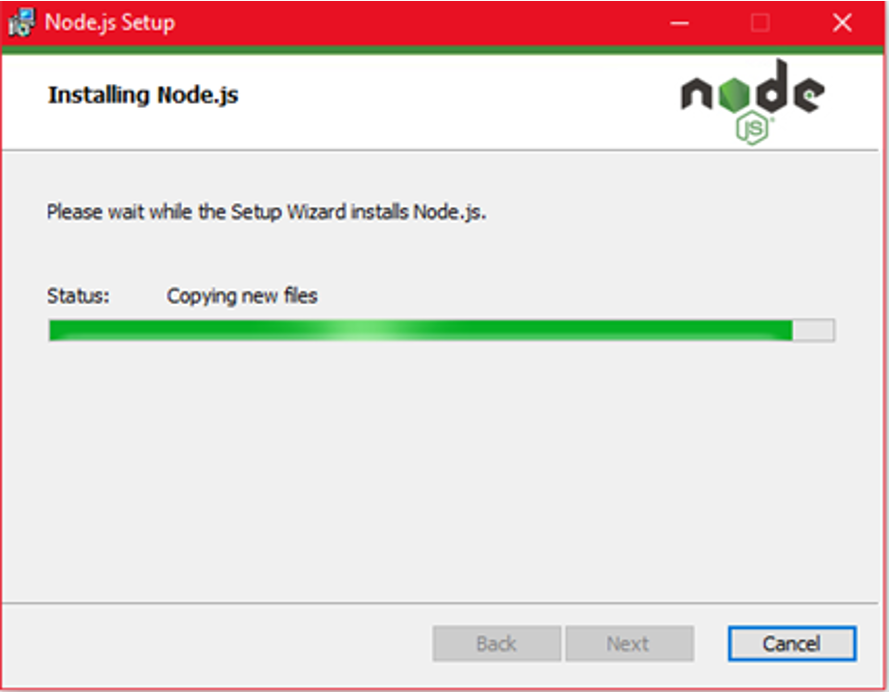 Node.js Setup
Installing Node.js
node
JS
Please wait while the Setup Wizard installs Node.js.
Status: Copying new files
Back Next Cancel